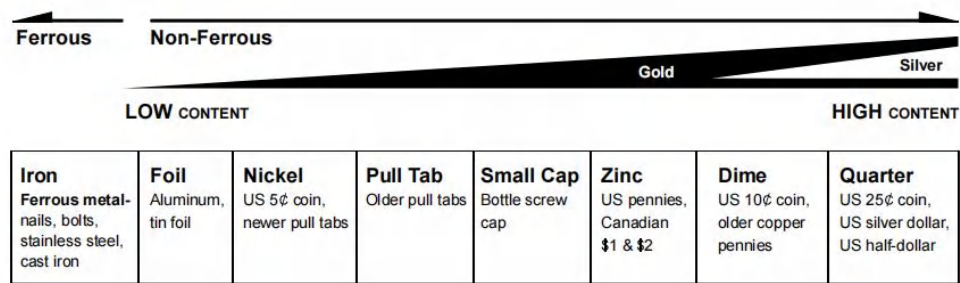 Ferrous Non-Ferrous
Gold Silver
LOW CONTENT HIGH CONTENT
Iron
Ferrous metal-
nails, bolts,
stainless steel,
cast iron
Foil
Aluminum,
tin foil
Nickel
US 5¢ coin,
newer pull tabs
Pull Tab
Older pull tabs
Small Cap
Bottle screw
cap
Zinc
US pennies,
Canadian
$1 & $2
Dime
US 10¢ coin,
older copper
pennies
Quarter
US 25¢ coin,
US silver dollar,
US half-dollar